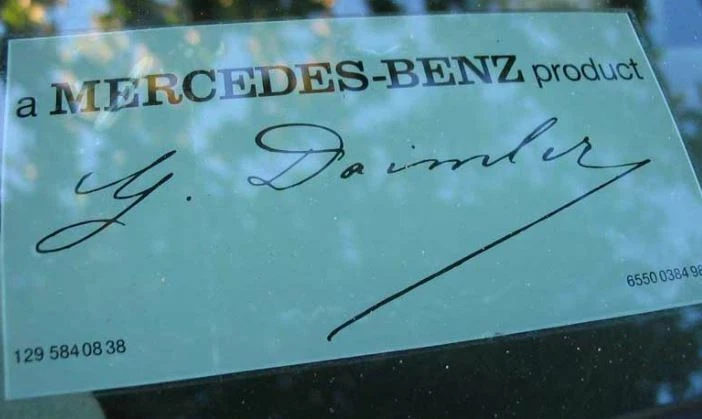 a MERCEDES-BENZ product
G. Daimler
6550 0384 98
129 584 08 38